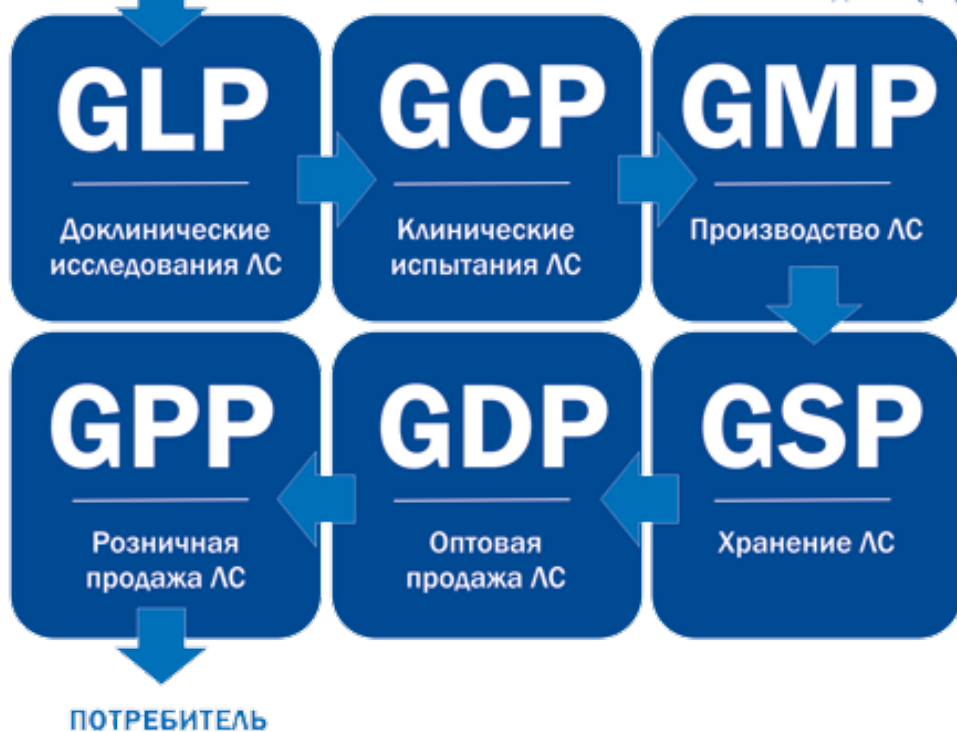 GLP
Доклинические
исследования ЛС
GCP
Клинические
испытания ЛС
GMP
Производство ЛС
GPP
Розничная
продажа ЛС
GDP
Оптовая
продажа ЛС
GSP
Хранение ЛС
ПОТРЕБИТЕЛЬ